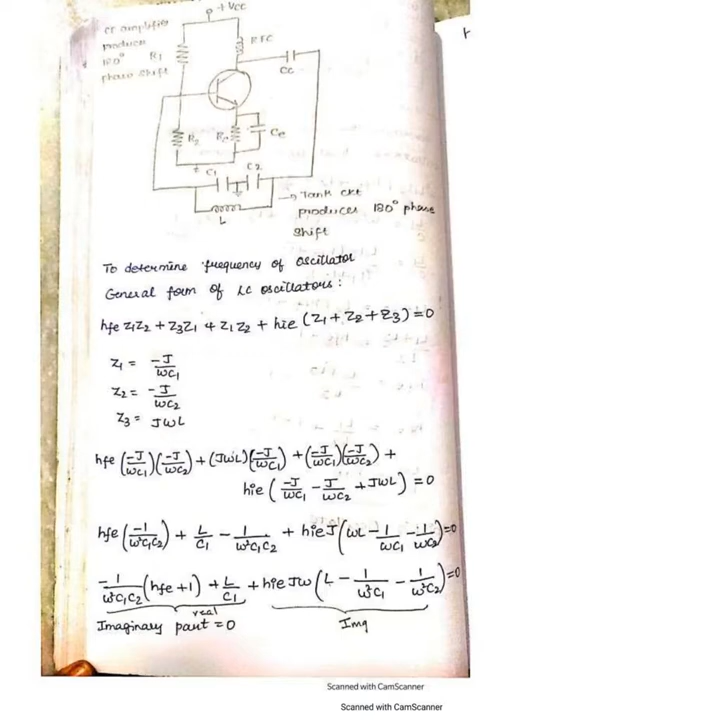 + Vcc
CE amplifier
produce
180°
phase shift
R1
RFC
Cc
R2
Re
Ce
C1
C2
L
→ Tank ckt
produces 180° phase
shift
To determine frequency of oscillator
General form of LC oscillators :
hfe Z1Z2 + Z3Z1 + Z1Z2 + hie (Z1 + Z2 + Z3) = 0
Z1 = -J/ωC1
Z2 = -J/ωC2
Z3 = JωL
hfe (-J/ωC1)(-J/ωC2) + (JωL)(-J/ωC1) + (-J/ωC1)(-J/ωC2) +
hie (-J/ωC1 - J/ωC2 + JωL) = 0
hfe (-1/ω²C1C2) + L/C1 - 1/ω²C1C2 + hieJ (ωL - 1/ωC1 - 1/ωC2) = 0
-1/ω²C1C2 (hfe +1) + L/C1 + hie Jω (L - 1/ω²C1 - 1/ω²C2) = 0
real
Imaginary part = 0
Img
Scanned with CamScanner
Scanned with CamScanner